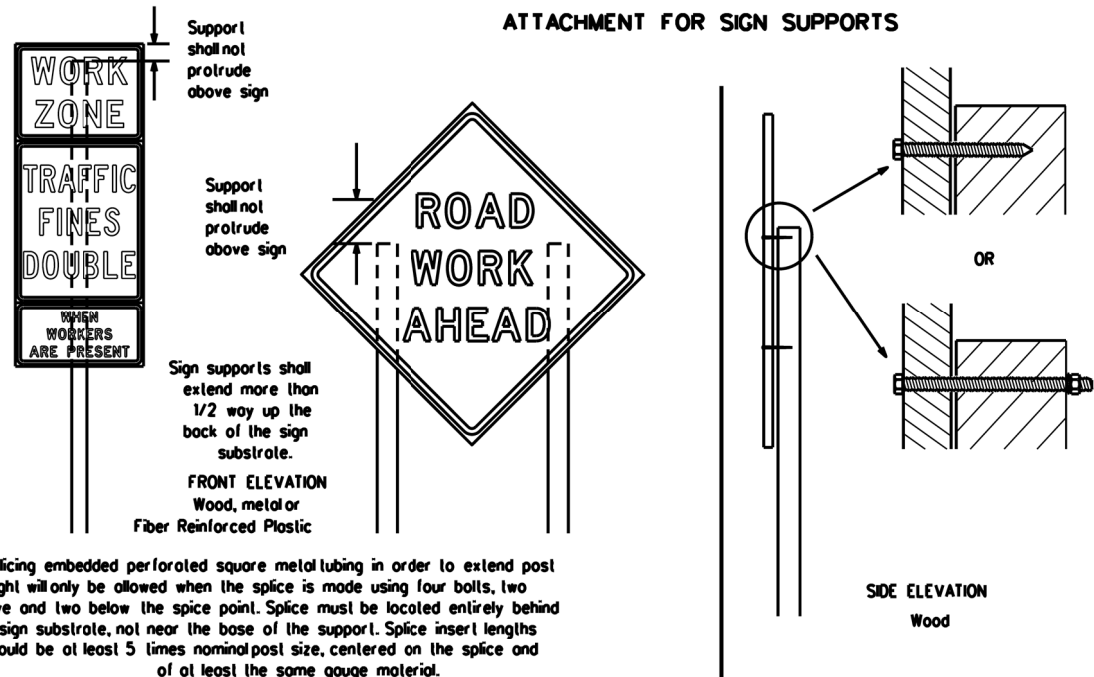 ATTACHMENT FOR SIGN SUPPORTS
Support
shall not
protrude
above sign
WORK
ZONE
TRAFFIC
FINES
DOUBLE
WHEN
WORKERS
ARE PRESENT
Support
shall not
protrude
above sign
ROAD
WORK
AHEAD
Sign supports shall
extend more than
1/2 way up the
back of the sign
substrate.
FRONT ELEVATION
Wood, metal or
Fiber Reinforced Plastic
licing embedded perforated square metal tubing in order to extend post
ght will only be allowed when the splice is made using four bolts, two
ve and two below the spice point. Splice must be located entirely behind
sign substrate, not near the base of the support. Splice insert lengths
ould be at least 5 times nominal post size, centered on the splice and
of at least the same gauge material.
OR
SIDE ELEVATION
Wood